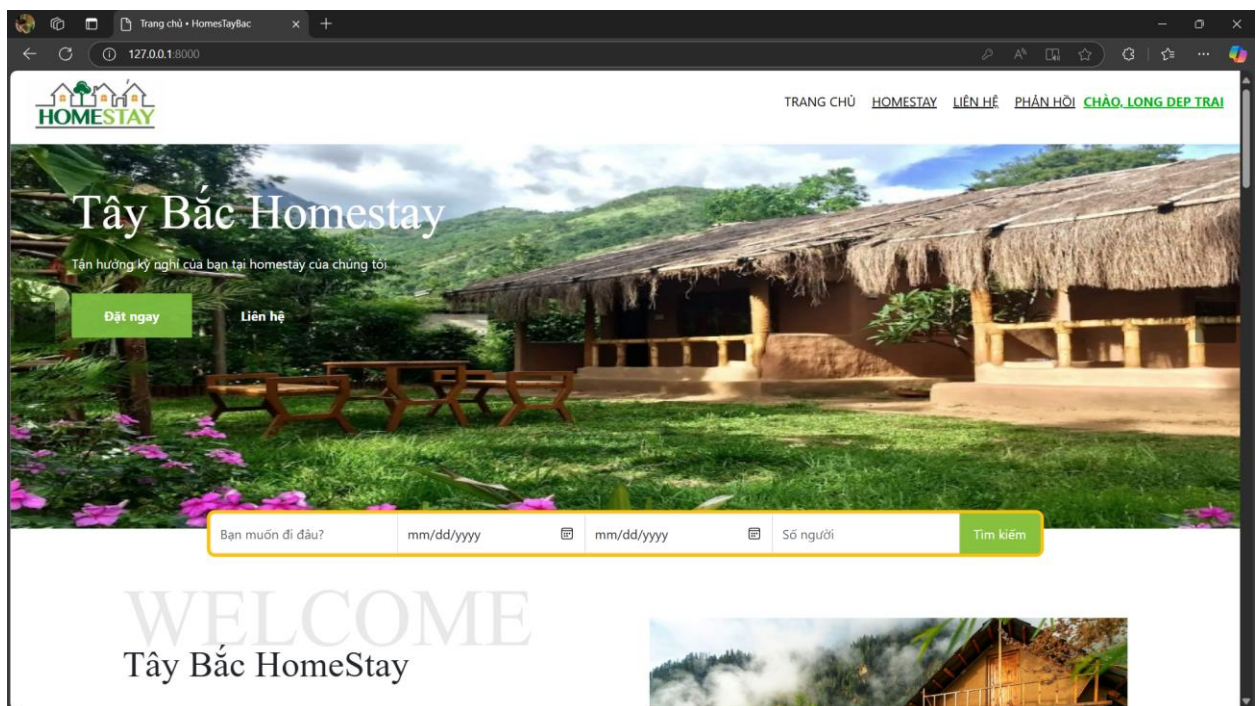 Trang chủ • HomesTayBac
127.0.0.1:8000
HOMESTAY
TRANG CHỦ HOMESTAY LIÊN HỆ PHẢN HỒI CHÀO, LONG DEP TRAI
Tây Bắc Homestay
Tận hưởng kỳ nghỉ của bạn tại homestay của chúng tôi
Đặt ngay Liên hệ
Bạn muốn đi đâu? mm/dd/yyyy mm/dd/yyyy Số người Tìm kiếm
WELCOME
Tây Bắc HomeStay